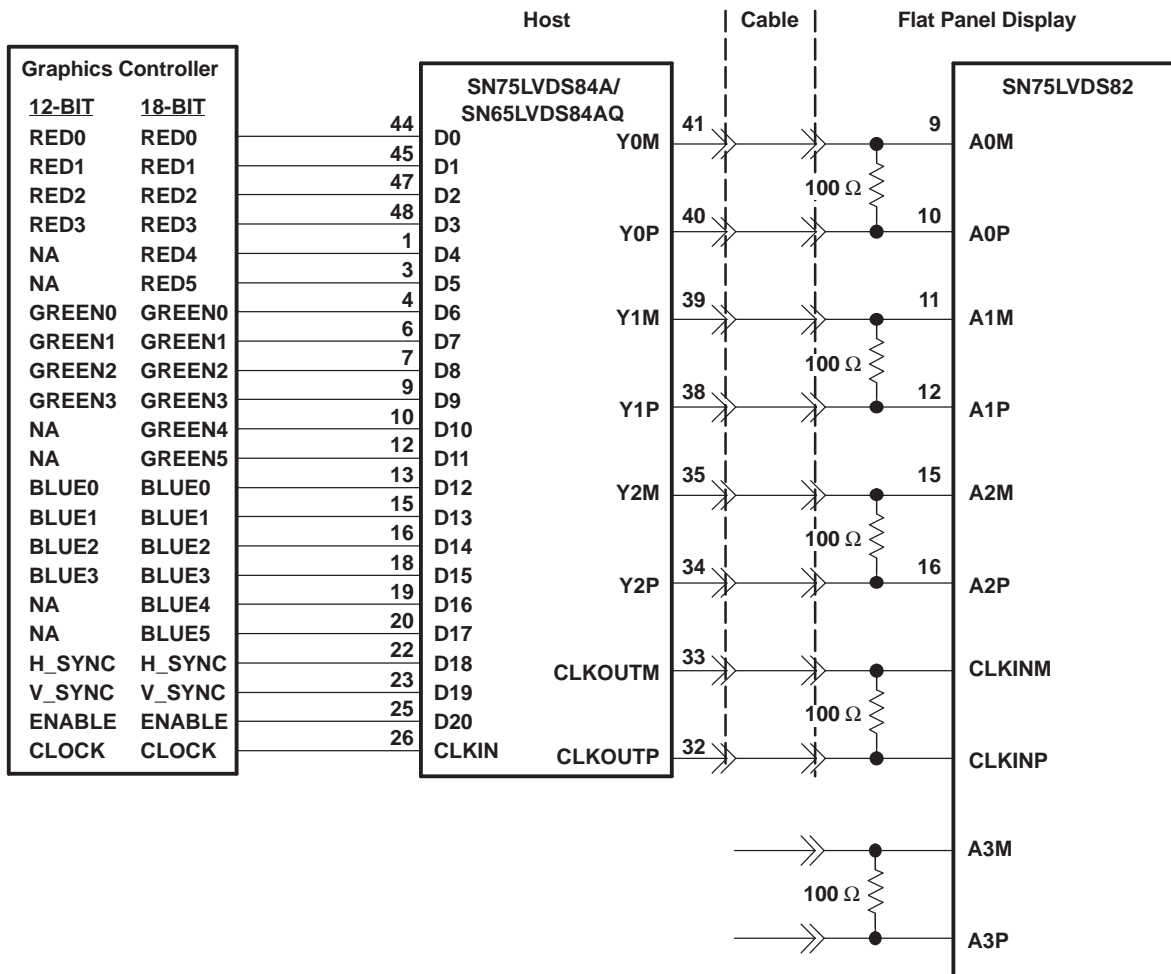 Host Cable Flat Panel Display
Graphics Controller
12-BIT 18-BIT
RED0 RED0
RED1 RED1
RED2 RED2
RED3 RED3
NA RED4
NA RED5
GREEN0 GREEN0
GREEN1 GREEN1
GREEN2 GREEN2
GREEN3 GREEN3
NA GREEN4
NA GREEN5
BLUE0 BLUE0
BLUE1 BLUE1
BLUE2 BLUE2
BLUE3 BLUE3
NA BLUE4
NA BLUE5
H_SYNC H_SYNC
V_SYNC V_SYNC
ENABLE ENABLE
CLOCK CLOCK
SN75LVDS84A/
SN65LVDS84AQ
44 D0
45 D1
47 D2
48 D3
1 D4
3 D5
4 D6
6 D7
7 D8
9 D9
10 D10
12 D11
13 D12
15 D13
16 D14
18 D15
19 D16
20 D17
22 D18
23 D19
25 D20
26 CLKIN
Y0M 41
Y0P 40
Y1M 39
Y1P 38
Y2M 35
Y2P 34
CLKOUTM 33
CLKOUTP 32
SN75LVDS82
9 A0M
100 Ω
10 A0P
11 A1M
100 Ω
12 A1P
15 A2M
100 Ω
16 A2P
CLKINM
100 Ω
CLKINP
A3M
100 Ω
A3P